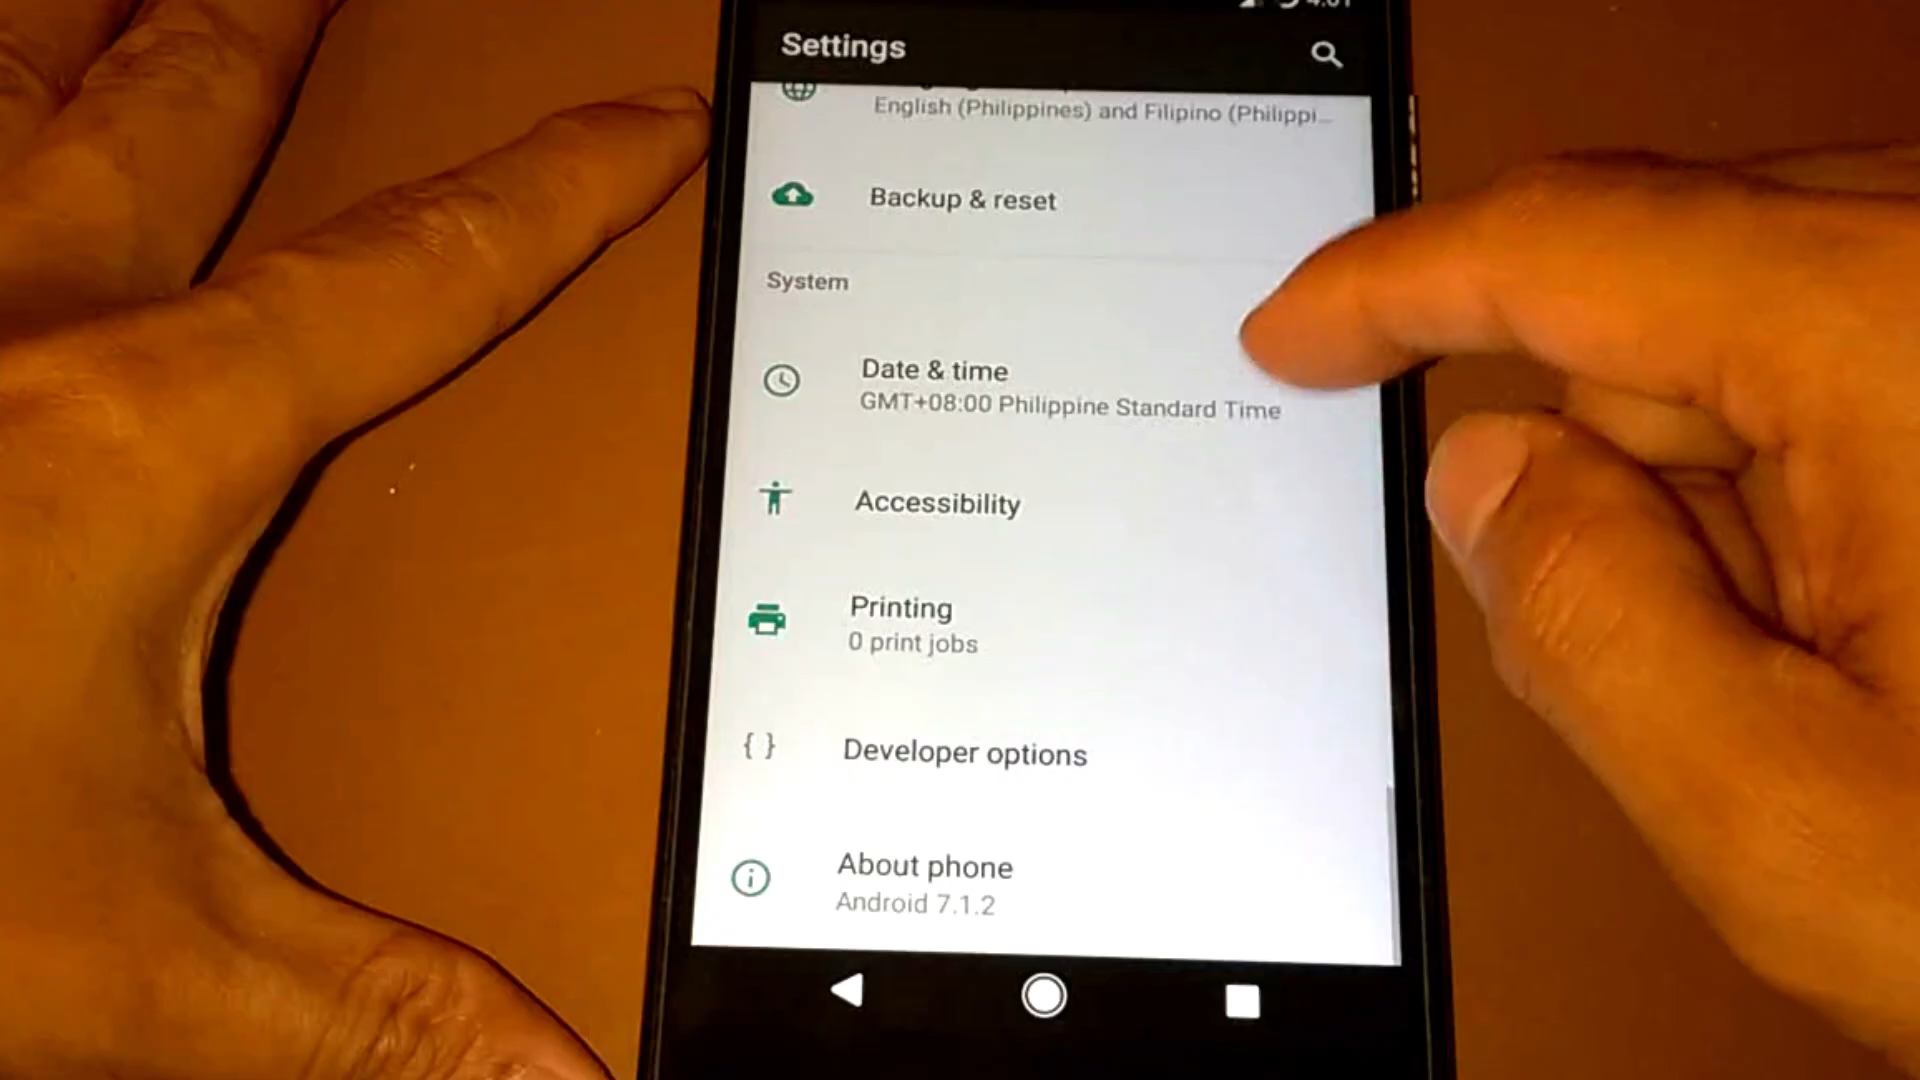 Settings
English (Philippines) and Filipino (Philippi...
Backup & reset
System
Date & time
GMT+08:00 Philippine Standard Time
Accessibility
Printing
0 print jobs
{ } Developer options
About phone
Android 7.1.2